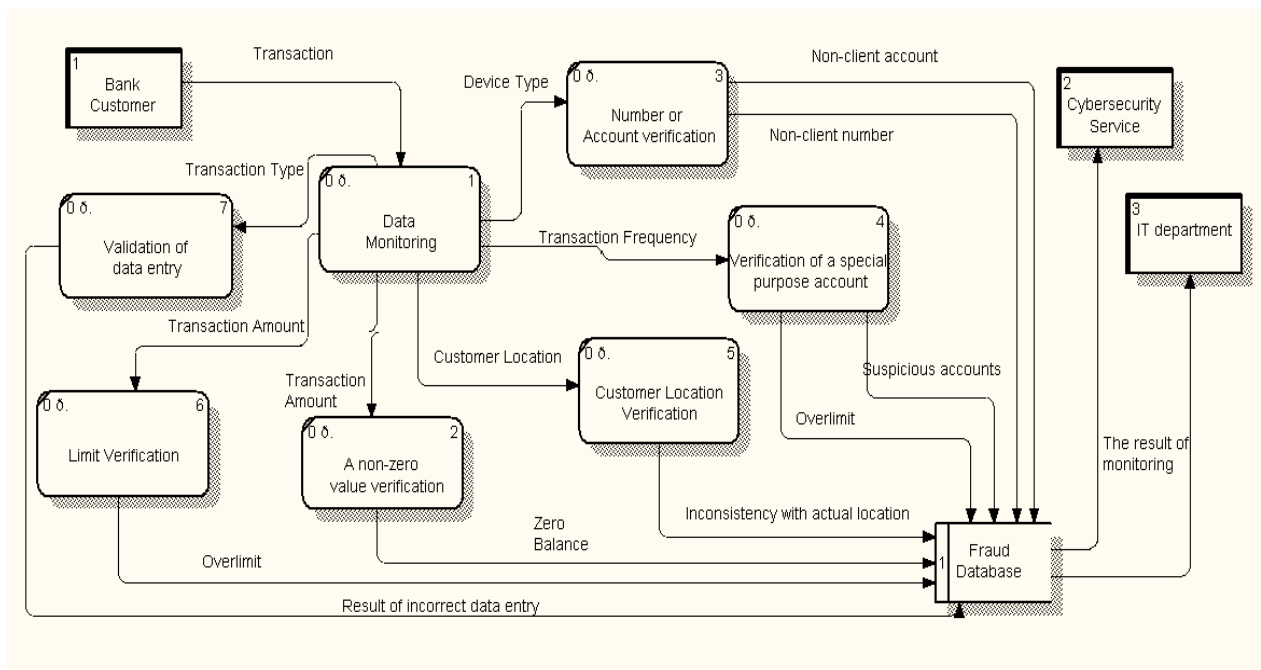 1
Bank
Customer
Transaction
Device Type
0 ð.
3
Number or
Account verification
Non-client account
Non-client number
2
Cybersecurity
Service
3
IT department
Transaction Type
0 ð.
7
Validation of
data entry
0 ð.
1
Data
Monitoring
Transaction Frequency
0 ð.
4
Verification of a special
purpose account
Transaction Amount
Transaction
Amount
Customer Location
0 ð.
5
Customer Location
Verification
Suspicious accounts
Overlimit
The result of
monitoring
0 ð.
6
Limit Verification
0 ð.
2
A non-zero
value verification
Zero
Balance
Inconsistency with actual location
1
Fraud
Database
Overlimit
Result of incorrect data entry